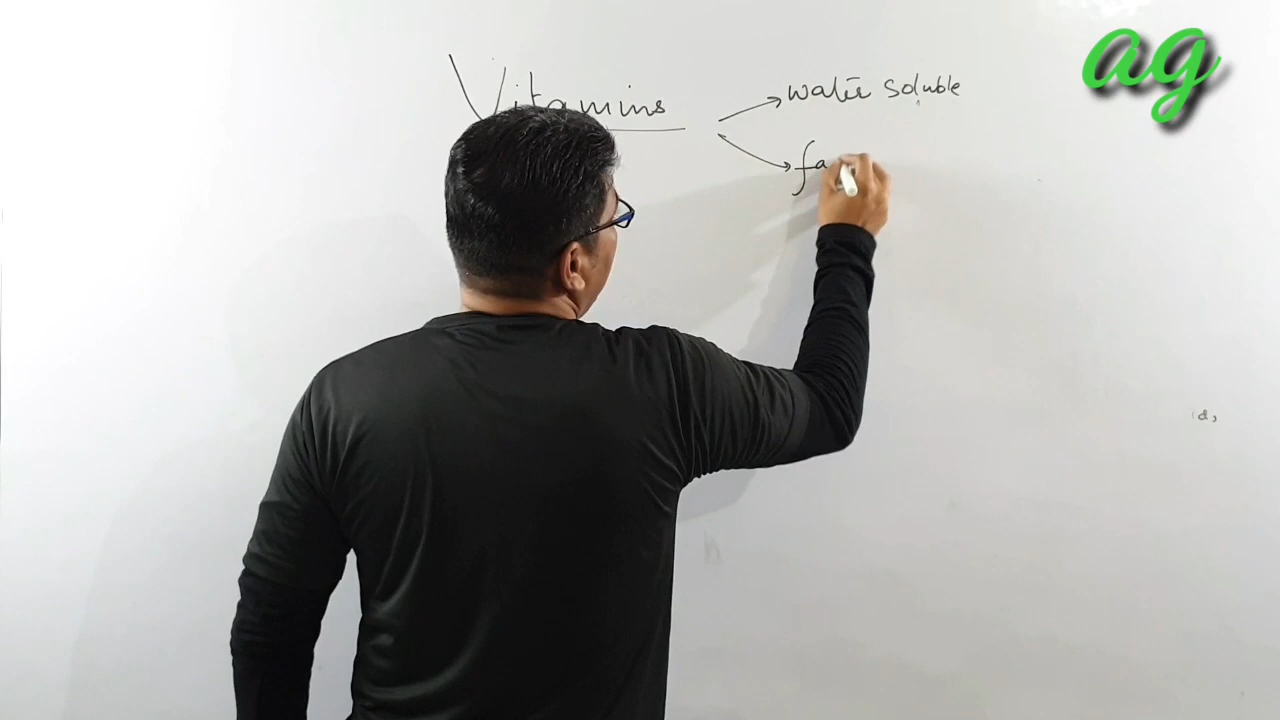 Vitamins
water soluble
fa
ag
d,